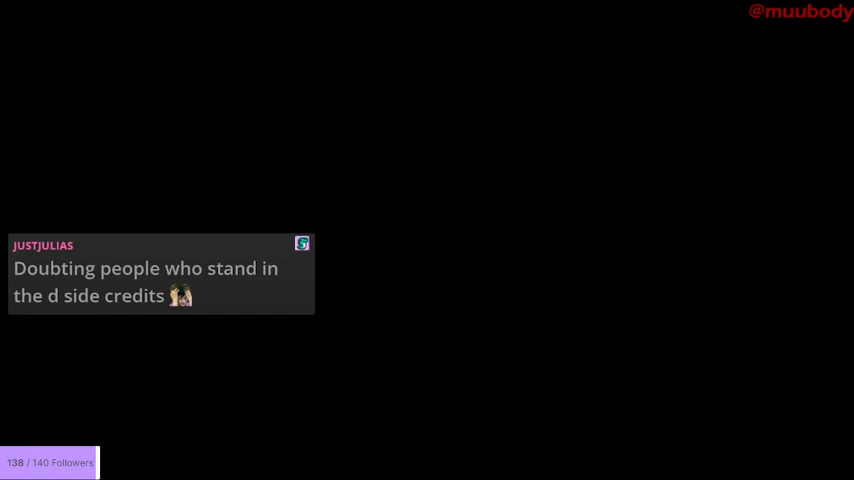 @muubody
JUSTJULIAS
Doubting people who stand in
the d side credits
138 / 140 Followers